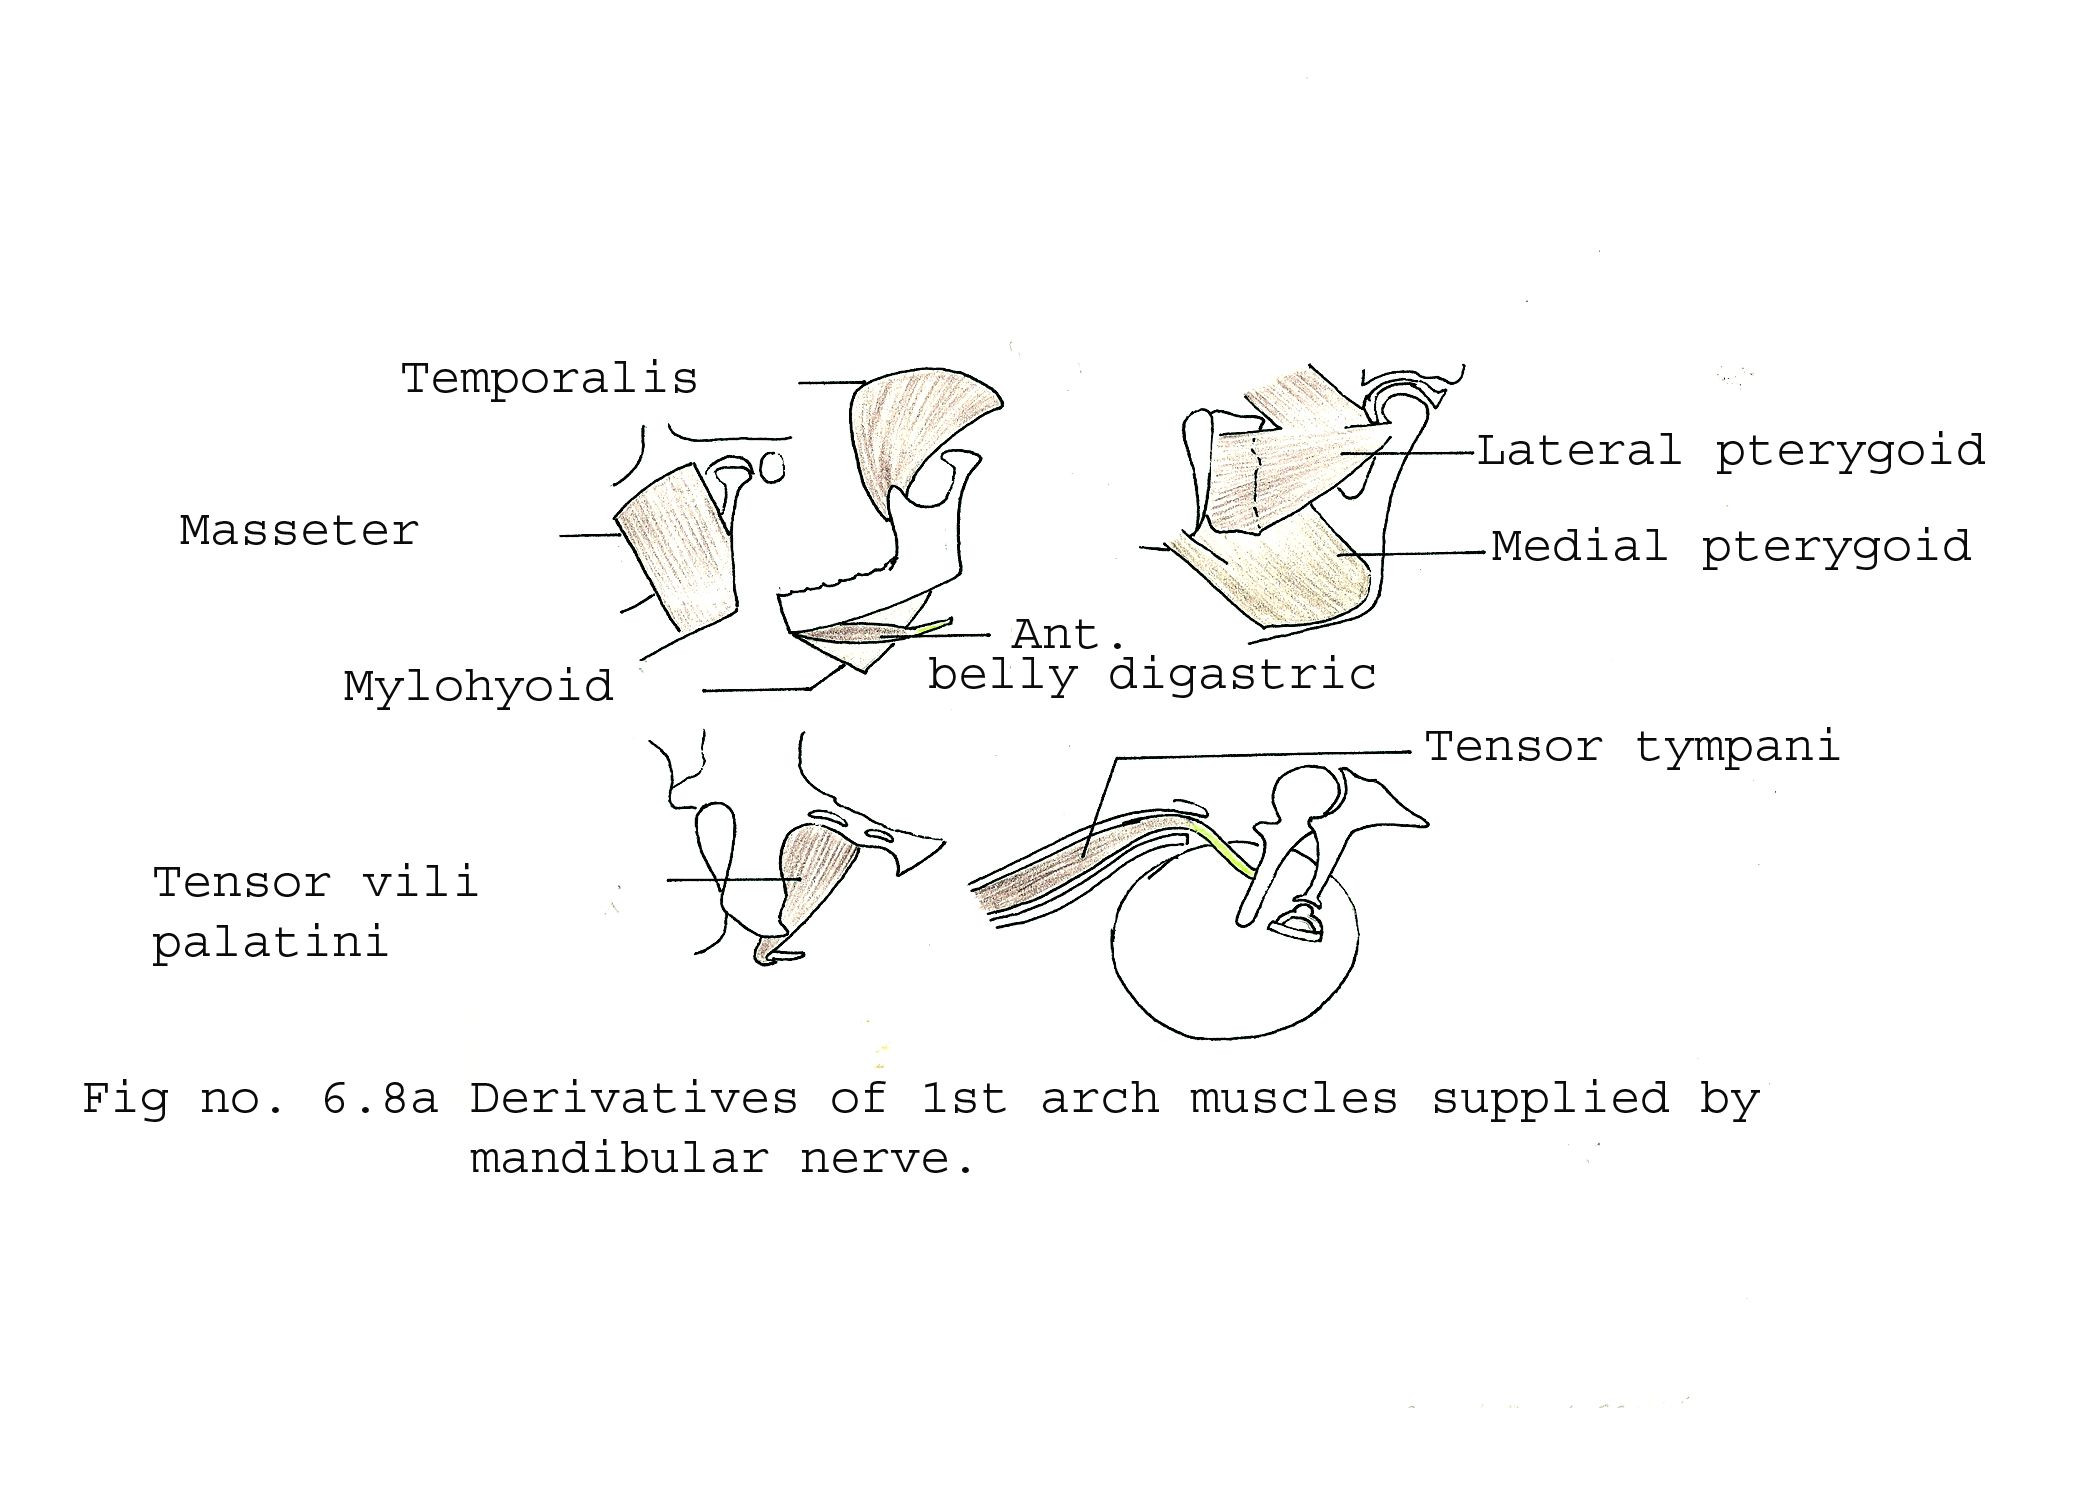 Temporalis
Lateral pterygoid
Masseter
Medial pterygoid
Ant.
belly digastric
Mylohyoid
Tensor tympani
Tensor vili
palatini
Fig no. 6.8a Derivatives of 1st arch muscles supplied by
mandibular nerve.